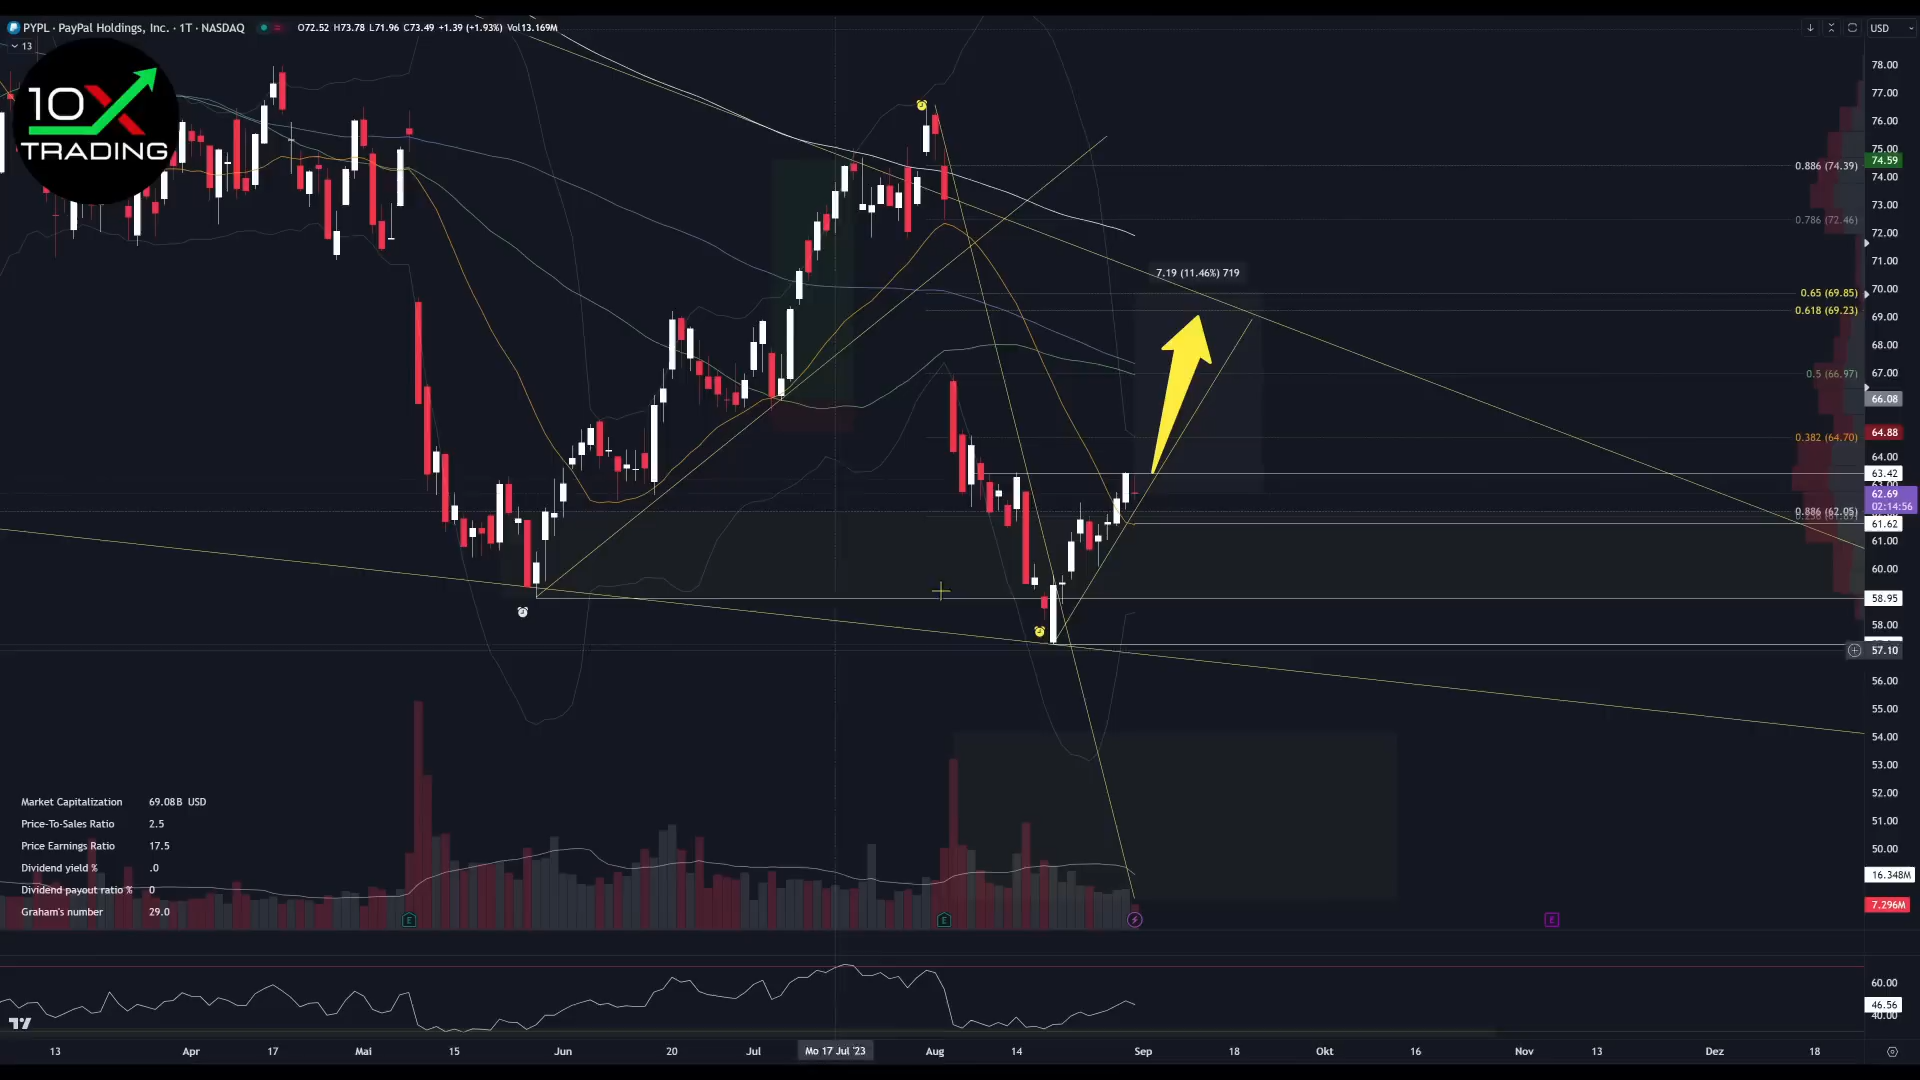 PYPL · PayPal Holdings, Inc. · 1T · NASDAQ O72.52 H73.78 L71.96 C73.49 +1.39 (+1.93%) Vol13.169M
USD
13
10X
TRADING
78.00
77.00
76.00
75.00
74.59
0.886 (74.39)
74.00
73.00
0.786 (72.46)
72.00
71.00
7.19 (11.46%) 719
70.00
0.65 (69.85)
0.618 (69.23)
69.00
68.00
67.00
0.5 (66.97)
66.08
64.88
0.382 (64.70)
64.00
63.42
62.69
02:14:56
0.886 (62.05)
61.62
61.00
60.00
58.95
58.00
57.10
56.00
55.00
54.00
53.00
52.00
51.00
50.00
Market Capitalization 69.08B USD
Price-To-Sales Ratio 2.5
Price Earnings Ratio 17.5
Dividend yield % .0
Dividend payout ratio % 0
Graham's number 29.0
16.348M
7.296M
E E E
60.00
46.56
40.00
13 Apr 17 Mai 15 Jun 20 Jul Mo 17 Jul '23 Aug 14 Sep 18 Okt 16 Nov 13 Dez 18